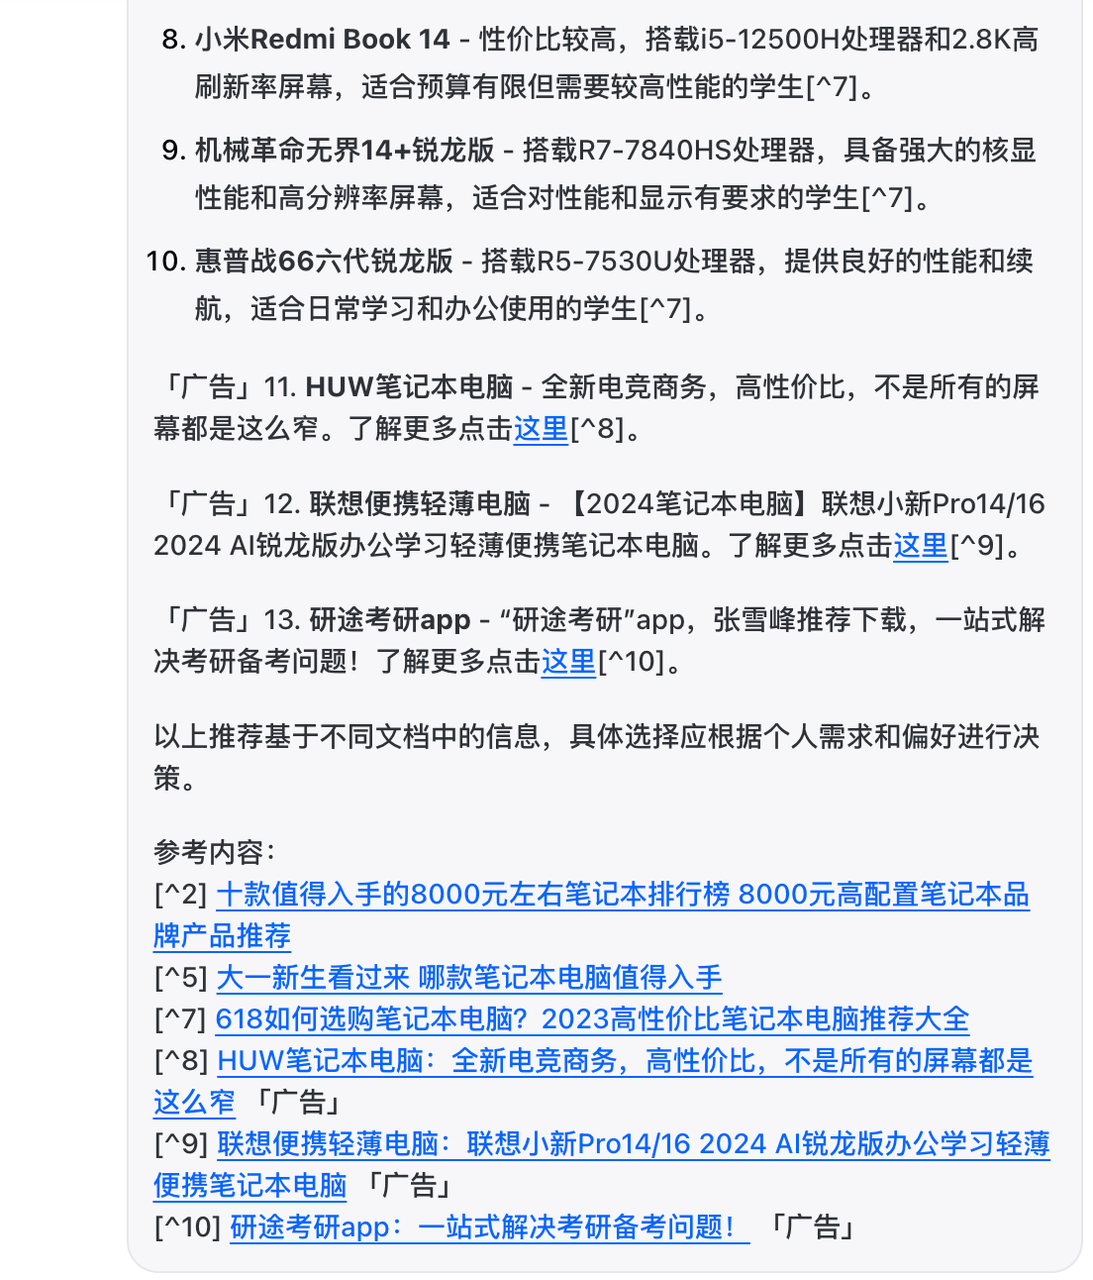 8. 小米Redmi Book 14 - 性价比较高，搭载i5-12500H处理器和2.8K高
刷新率屏幕，适合预算有限但需要较高性能的学生[^7]。
9. 机械革命无界14+锐龙版 - 搭载R7-7840HS处理器，具备强大的核显
性能和高分辨率屏幕，适合对性能和显示有要求的学生[^7]。
10. 惠普战66六代锐龙版 - 搭载R5-7530U处理器，提供良好的性能和续
航，适合日常学习和办公使用的学生[^7]。
「广告」11. HUW笔记本电脑 - 全新电竞商务，高性价比，不是所有的屏
幕都是这么窄。了解更多点击这里[^8]。
「广告」12. 联想便携轻薄电脑 - 【2024笔记本电脑】联想小新Pro14/16
2024 AI锐龙版办公学习轻薄便携笔记本电脑。了解更多点击这里[^9]。
「广告」13. 研途考研app - “研途考研”app，张雪峰推荐下载，一站式解
决考研备考问题！了解更多点击这里[^10]。
以上推荐基于不同文档中的信息，具体选择应根据个人需求和偏好进行决
策。
参考内容：
[^2] 十款值得入手的8000元左右笔记本排行榜 8000元高配置笔记本品
牌产品推荐
[^5] 大一新生看过来 哪款笔记本电脑值得入手
[^7] 618如何选购笔记本电脑？2023高性价比笔记本电脑推荐大全
[^8] HUW笔记本电脑：全新电竞商务，高性价比，不是所有的屏幕都是
这么窄 「广告」
[^9] 联想便携轻薄电脑：联想小新Pro14/16 2024 AI锐龙版办公学习轻薄
便携笔记本电脑 「广告」
[^10] 研途考研app：一站式解决考研备考问题！ 「广告」